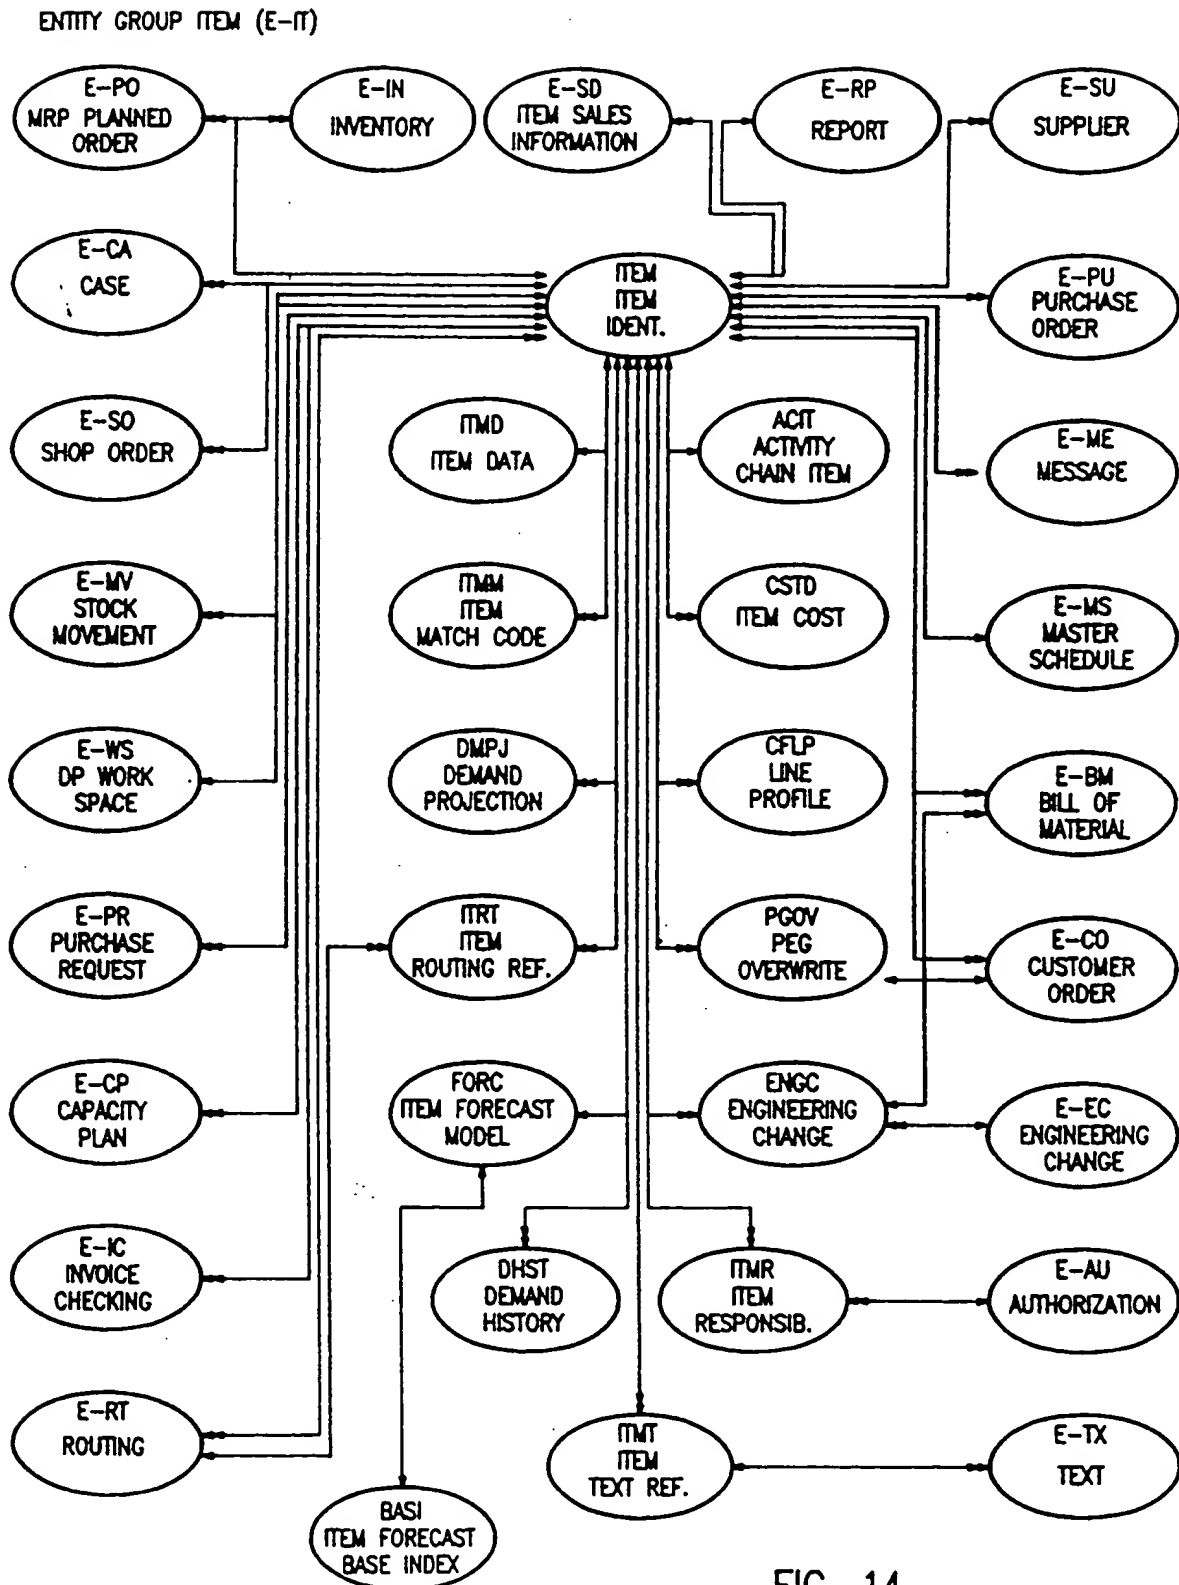 ENTITY GROUP ITEM (E-IT)
E-PO
MRP PLANNED
ORDER
E-IN
INVENTORY
E-SD
ITEM SALES
INFORMATION
E-RP
REPORT
E-SU
SUPPLIER
E-CA
CASE
ITEM
ITEM
IDENT.
E-PU
PURCHASE
ORDER
E-SO
SHOP ORDER
ITMD
ITEM DATA
ACIT
ACTIVITY
CHAIN ITEM
E-ME
MESSAGE
E-MV
STOCK
MOVEMENT
ITMM
ITEM
MATCH CODE
CSTD
ITEM COST
E-MS
MASTER
SCHEDULE
E-WS
DP WORK
SPACE
DMPJ
DEMAND
PROJECTION
CFLP
LINE
PROFILE
E-BM
BILL OF
MATERIAL
E-PR
PURCHASE
REQUEST
ITRT
ITEM
ROUTING REF.
PGOV
PEG
OVERWRITE
E-CO
CUSTOMER
ORDER
E-CP
CAPACITY
PLAN
FORC
ITEM FORECAST
MODEL
ENGC
ENGINEERING
CHANGE
E-EC
ENGINEERING
CHANGE
E-IC
INVOICE
CHECKING
DHST
DEMAND
HISTORY
ITMR
ITEM
RESPONSIB.
E-AU
AUTHORIZATION
E-RT
ROUTING
ITMT
ITEM
TEXT REF.
E-TX
TEXT
BASI
ITEM FORECAST
BASE INDEX
FIG. 14